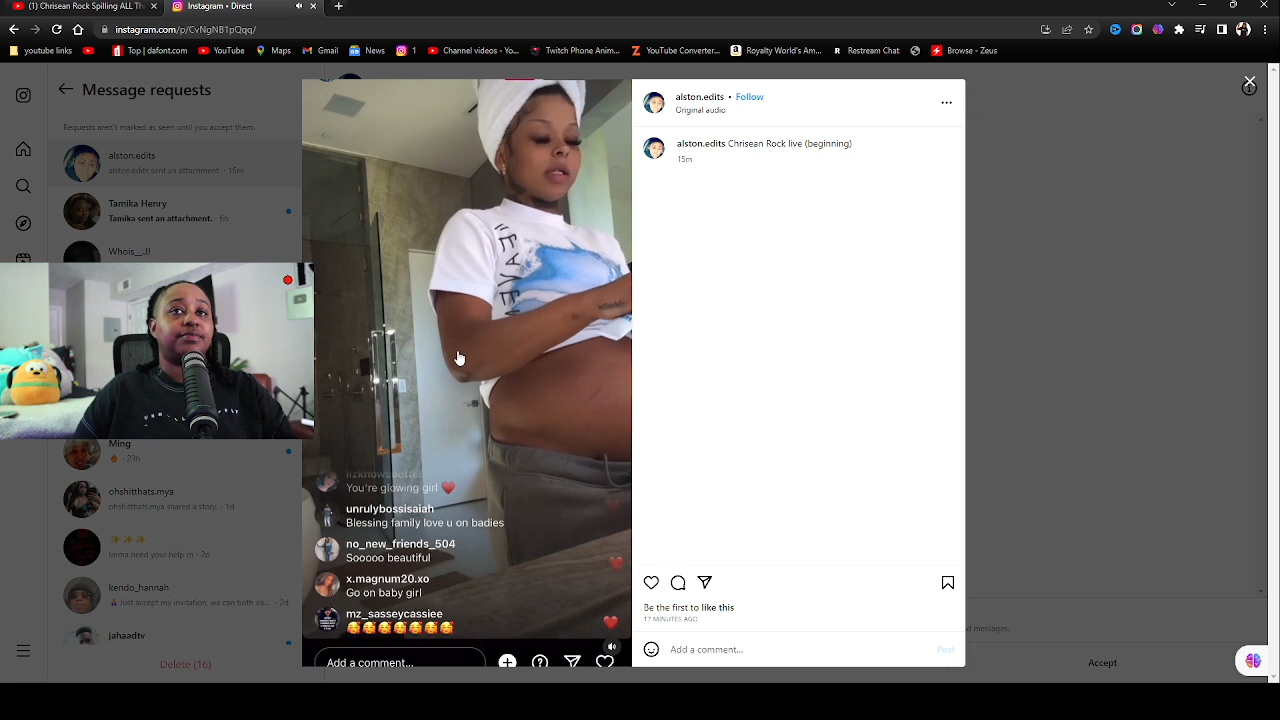 (1) Chrisean Rock Spilling ALL Th
Instagram • Direct
instagram.com/p/CvNgNB1pQqq/
youtube links
Top | dafont.com
YouTube
Maps
Gmail
News
1
Channel videos - Yo...
Twitch Phone Anim...
YouTube Converter...
Royalty World's Am...
Restream Chat
Browse - Zeus
Message requests
Requests aren't marked as seen until you accept them.
alston.edits
alston.edits sent an attachment. · 16m
Tamika Henry
Tamika sent an attachment. · 6h
Whois__JJ
Ming
· 23h
ohshitthats.mya
ohshitthats.mya shared a story. · 1d
Imma need your help m · 2d
kendo_hannah
Just accept my invitation, we can both ea... · 2d
jahaadtv
Delete (16)
You're glowing girl
unrulybossisaiah
Blessing family love u on badies
no_new_friends_504
Sooooo beautiful
x.magnum20.xo
Go on baby girl
mz_sasseycassiee
Add a comment...
alston.edits • Follow
Original audio
alston.edits Chrisean Rock live (beginning)
15m
Be the first to like this
17 MINUTES AGO
Add a comment...
Post
d messages.
Accept